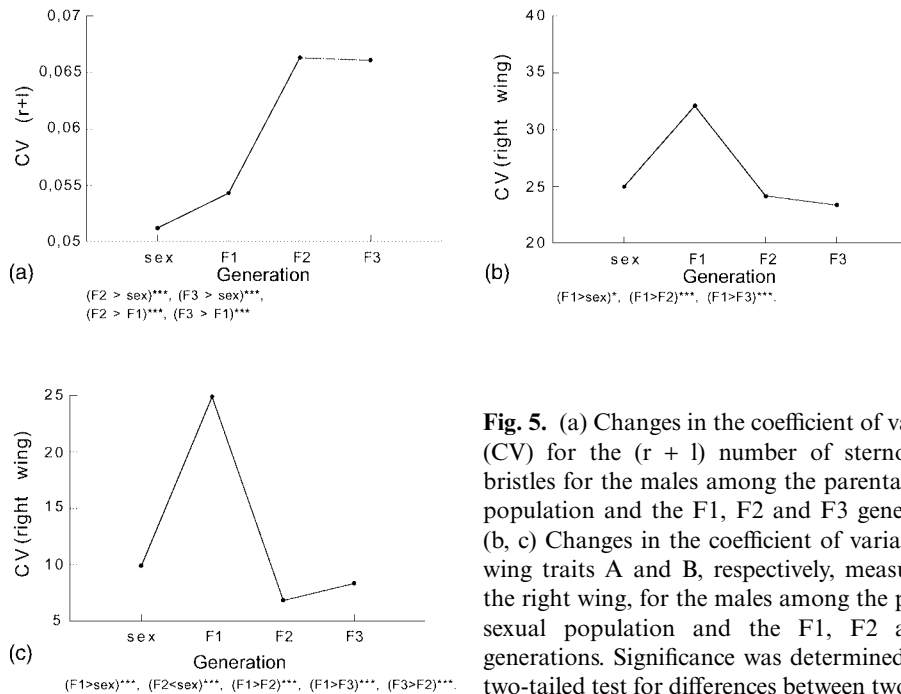 0,07
0,065
0,06
0,055
0,05
CV (r+l)
sex F1 F2 F3
Generation
(a)
(F2 > sex)***, (F3 > sex)***,
(F2 > F1)***, (F3 > F1)***
40
35
30
25
20
CV (right wing)
sex F1 F2 F3
Generation
(b)
(F1>sex)*, (F1>F2)***, (F1>F3)***.
25
20
15
10
5
CV (right wing)
sex F1 F2 F3
Generation
(c)
(F1>sex)***, (F2<sex)***, (F1>F2)***, (F1>F3)***, (F3>F2)***.
Fig. 5. (a) Changes in the coefficient of va
(CV) for the (r + l) number of sterno
bristles for the males among the parenta
population and the F1, F2 and F3 gene
(b, c) Changes in the coefficient of varia
wing traits A and B, respectively, measu
the right wing, for the males among the p
sexual population and the F1, F2 a
generations. Significance was determined
two-tailed test for differences between two